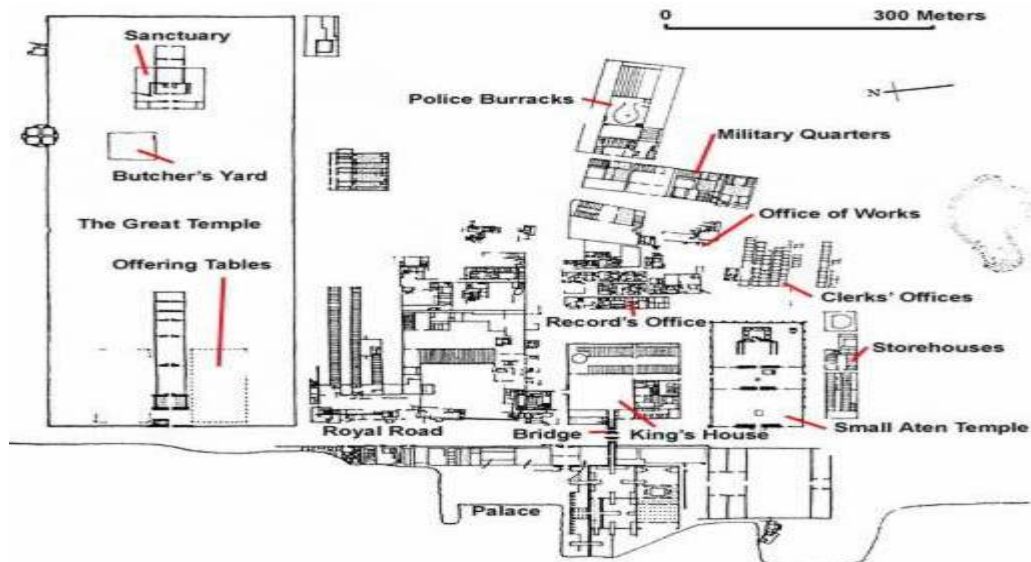 0 300 Meters
Sanctuary
Police Burracks
N
Military Quarters
Butcher's Yard
The Great Temple
Office of Works
Offering Tables
Clerks' Offices
Record's Office
Storehouses
Royal Road
Bridge
King's House
Small Aten Temple
Palace